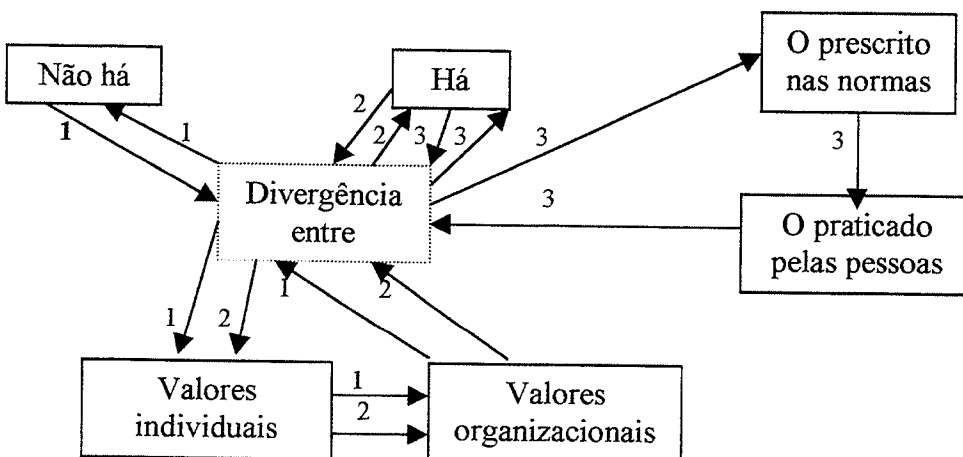 O prescrito
nas normas
Não há
Há
2
1
1
2
3
3
3
3
Divergência
entre
3
O praticado
pelas pessoas
1
2
1
2
Valores
individuais
1
2
Valores
organizacionais